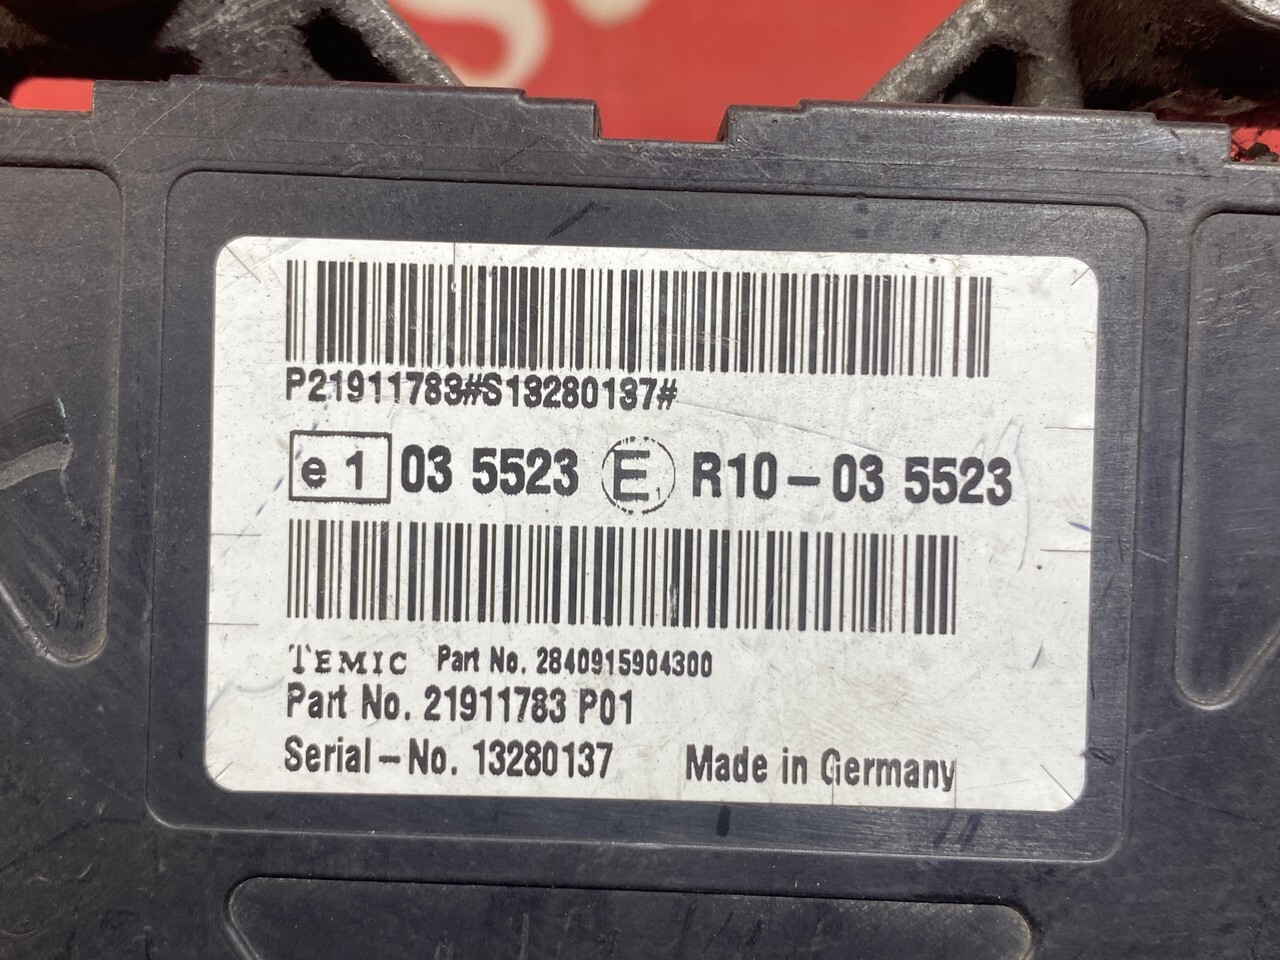 S.
P21911783#S13280137#
e 1 03 5523 E1 R10-03 5523
TEMIC Part No. 2840915904300
Part No. 21911783 P01
Serial-No. 13280137 Made in Germany